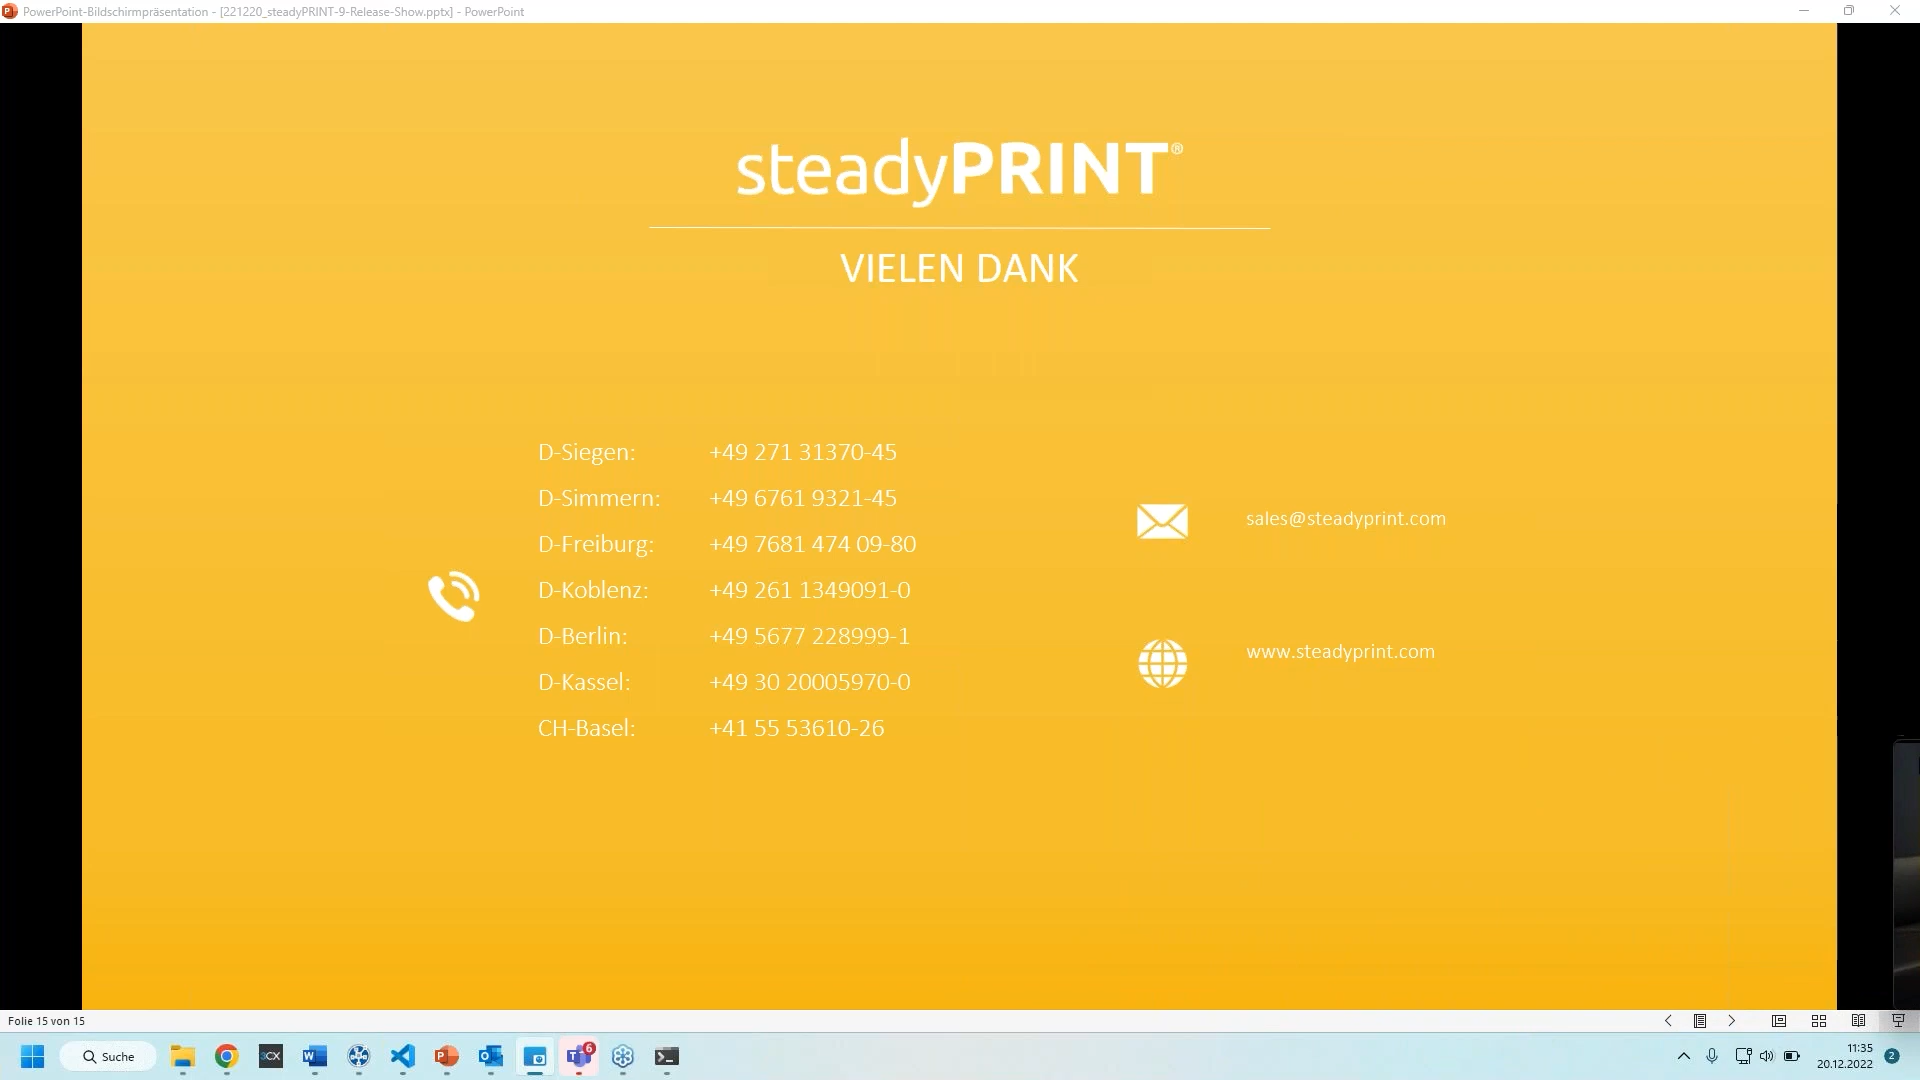 PowerPoint-Bildschirmpräsentation - [221220_steadyPRINT-9-Release-Show.pptx] - PowerPoint
steadyPRINT®
VIELEN DANK
D-Siegen: +49 271 31370-45
D-Simmern: +49 6761 9321-45
D-Freiburg: +49 7681 474 09-80
D-Koblenz: +49 261 1349091-0
D-Berlin: +49 5677 228999-1
D-Kassel: +49 30 20005970-0
CH-Basel: +41 55 53610-26
sales@steadyprint.com
www.steadyprint.com
Folie 15 von 15
Suche
3CX
6
11:35
20.12.2022
2